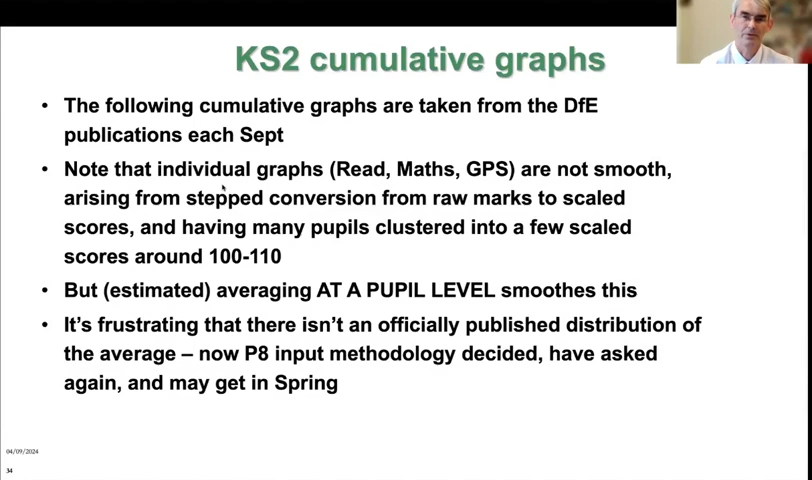 KS2 cumulative graphs
• The following cumulative graphs are taken from the DfE
publications each Sept
• Note that individual graphs (Read, Maths, GPS) are not smooth,
arising from stepped conversion from raw marks to scaled
scores, and having many pupils clustered into a few scaled
scores around 100-110
• But (estimated) averaging AT A PUPIL LEVEL smoothes this
• It’s frustrating that there isn’t an officially published distribution of
the average – now P8 input methodology decided, have asked
again, and may get in Spring
04/09/2024
34